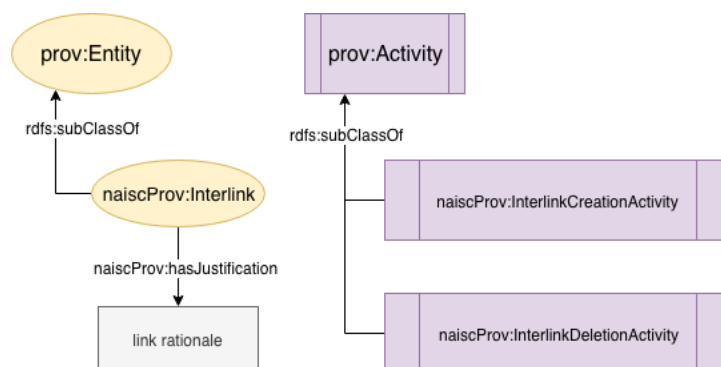 prov:Entity
prov:Activity
rdfs:subClassOf
rdfs:subClassOf
naiscProv:Interlink
naiscProv:InterlinkCreationActivity
naiscProv:hasJustification
link rationale
naiscProv:InterlinkDeletionActivity